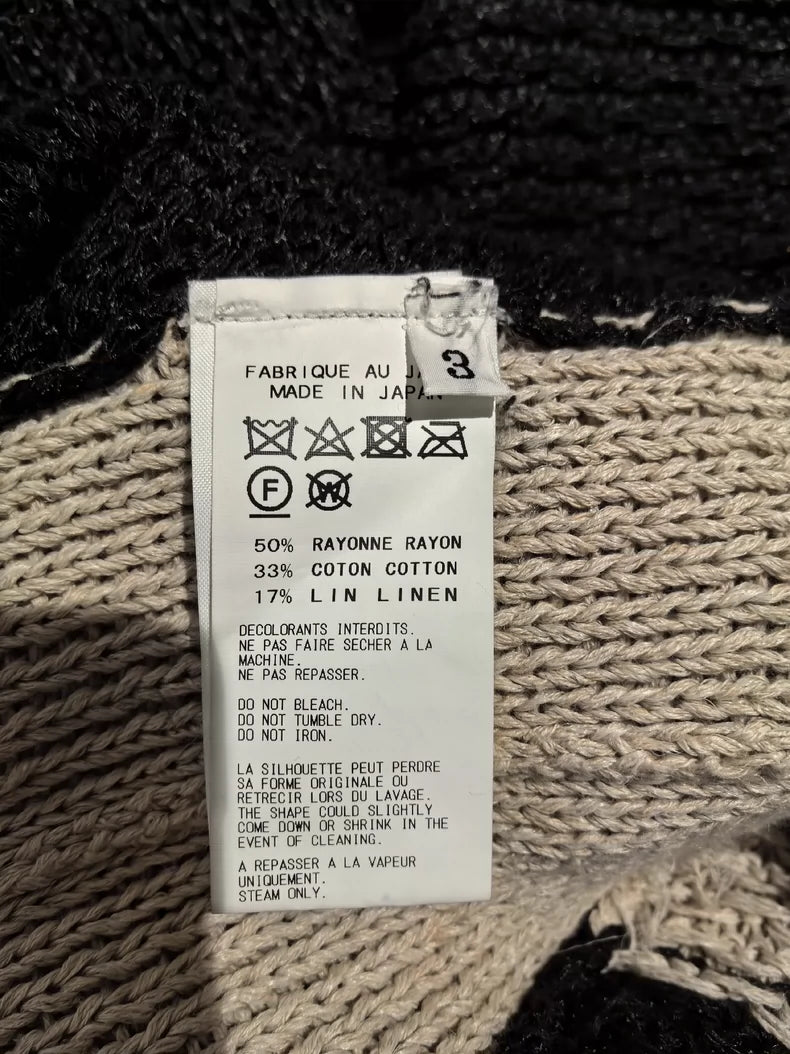 3
FABRIQUE AU
MADE IN JAPAN
F
W
50% RAYONNE RAYON
33% COTON COTTON
17% LIN LINEN
DECOLORANTS INTERDITS.
NE PAS FAIRE SECHER A LA
MACHINE.
NE PAS REPASSER.
DO NOT BLEACH.
DO NOT TUMBLE DRY.
DO NOT IRON.
LA SILHOUETTE PEUT PERDRE
SA FORME ORIGINALE OU
RETRECIR LORS DU LAVAGE.
THE SHAPE COULD SLIGHTLY
COME DOWN OR SHRINK IN THE
EVENT OF CLEANING.
A REPASSER A LA VAPEUR
UNIQUEMENT.
STEAM ONLY.